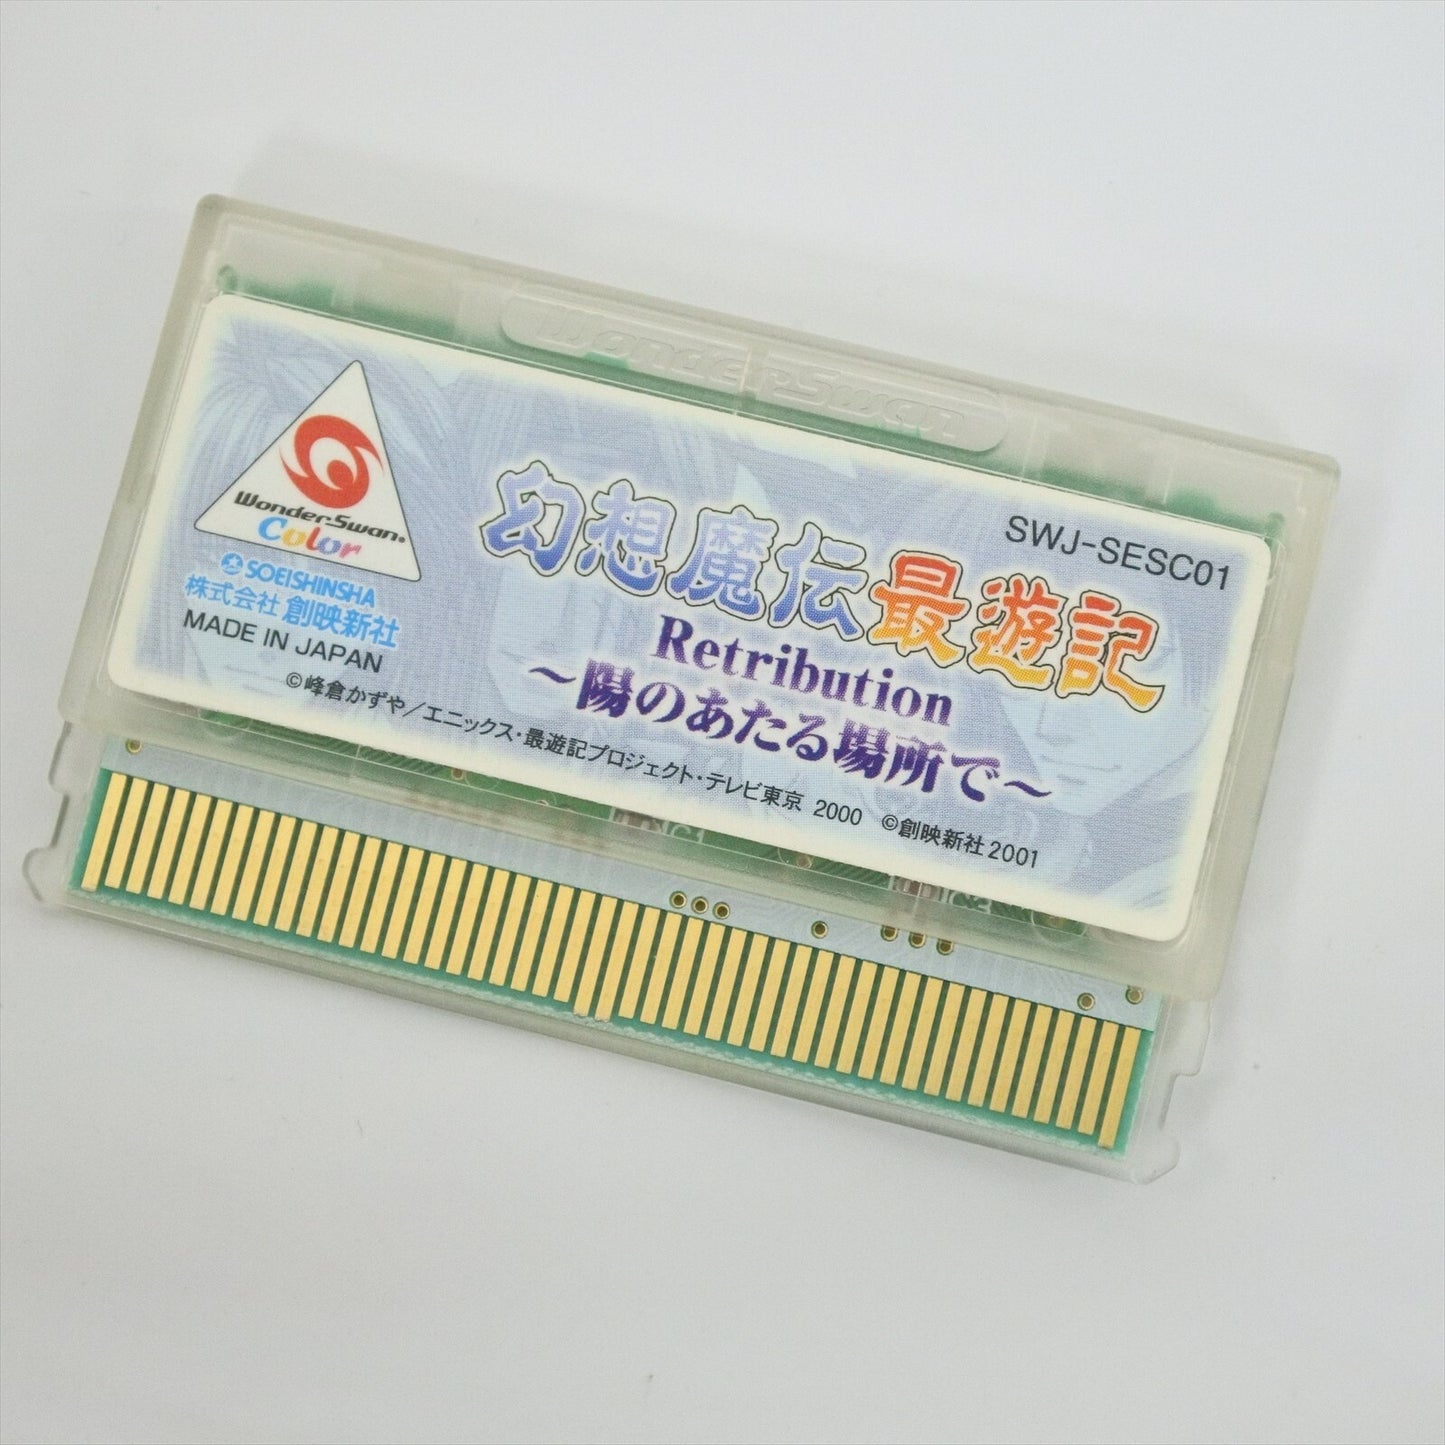 WonderSwan
SWJ-SESC01
WonderSwan®
Color
SOEISHINSHA
株式会社 創映新社
MADE IN JAPAN
幻想魔伝最遊記
Retribution
～陽のあたる場所で～
©峰倉かずや／エニックス・最遊記プロジェクト・テレビ東京 2000 ©創映新社 2001